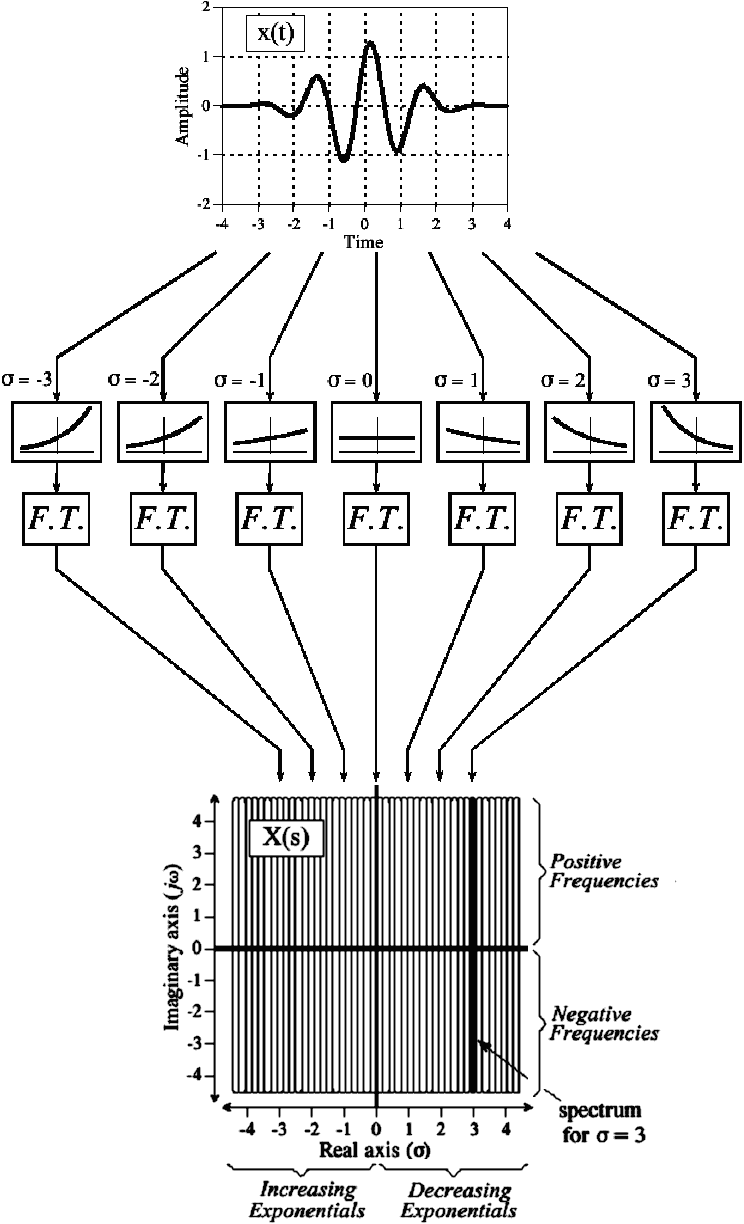 2
1
0
-1
-2
Amplitude
x(t)
-4 -3 -2 -1 0 1 2 3 4
Time
σ = -3 σ = -2 σ = -1 σ = 0 σ = 1 σ = 2 σ = 3
F.T. F.T. F.T. F.T. F.T. F.T. F.T.
X(s)
4
3
2
1
0
-1
-2
-3
-4
Imaginary axis (jω)
Positive
Frequencies
Negative
Frequencies
spectrum
for σ = 3
-4 -3 -2 -1 0 1 2 3 4
Real axis (σ)
Increasing
Exponentials
Decreasing
Exponentials